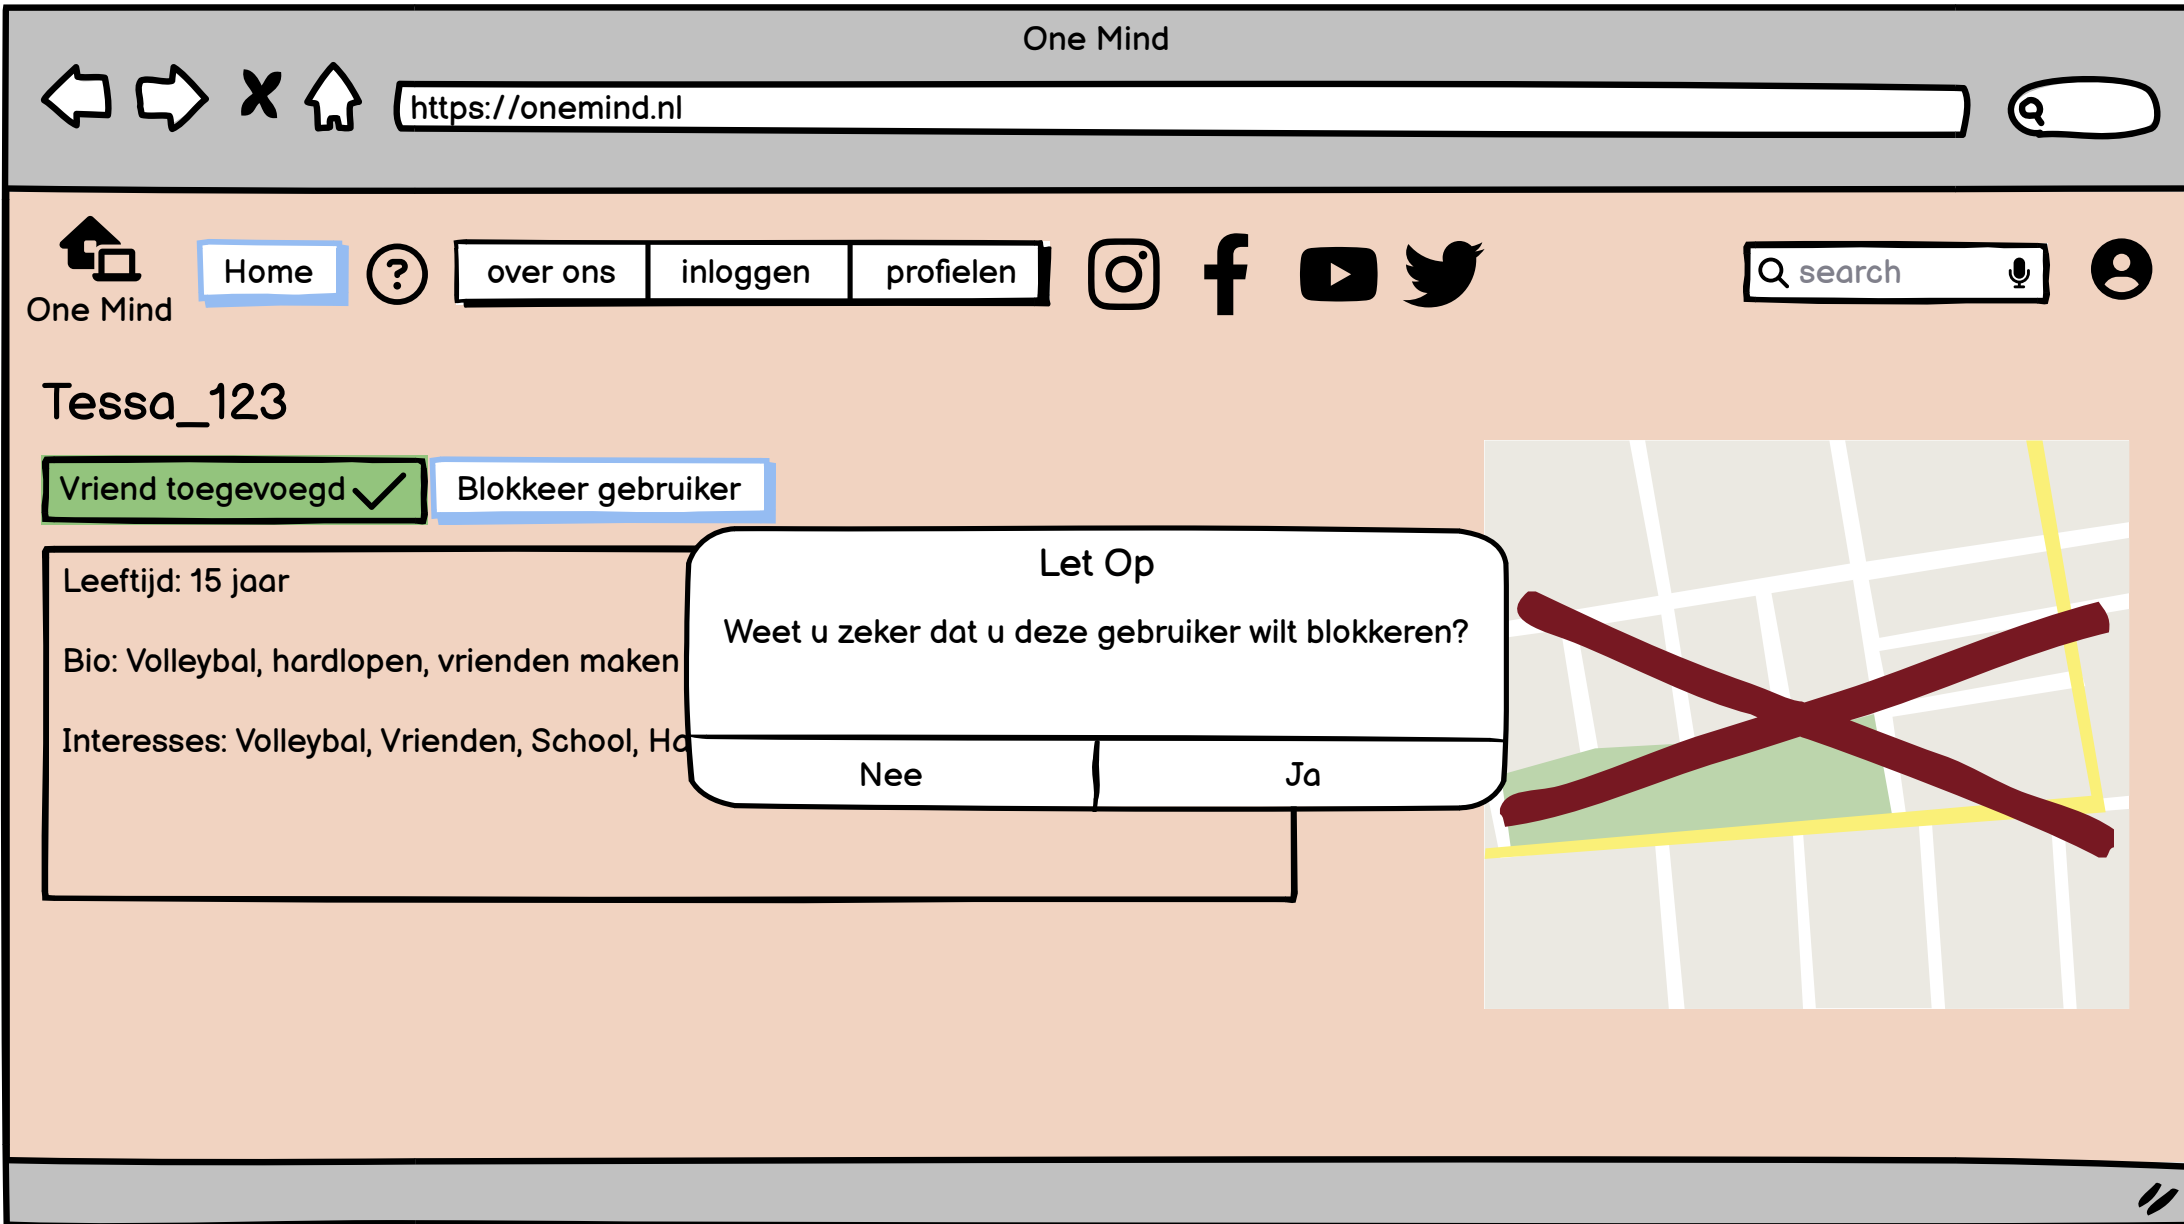 One Mind
https://onemind.nl
One Mind
Home
?
over ons
inloggen
profielen
search
Tessa_123
Vriend toegevoegd
Blokkeer gebruiker
Leeftijd: 15 jaar
Bio: Volleybal, hardlopen, vrienden maken
Interesses: Volleybal, Vrienden, School,
Let Op
Weet u zeker dat u deze gebruiker wilt blokkeren?
Nee
Ja